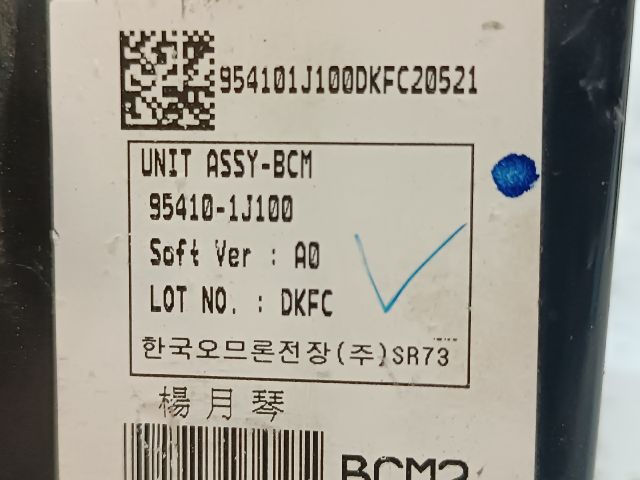 954101J100DKFC20521
UNIT ASSY-BCM
95410-1J100
Soft Ver : A0
LOT NO. : DKFC
한국오므론전장(주)SR73
楊月琴
BCM2